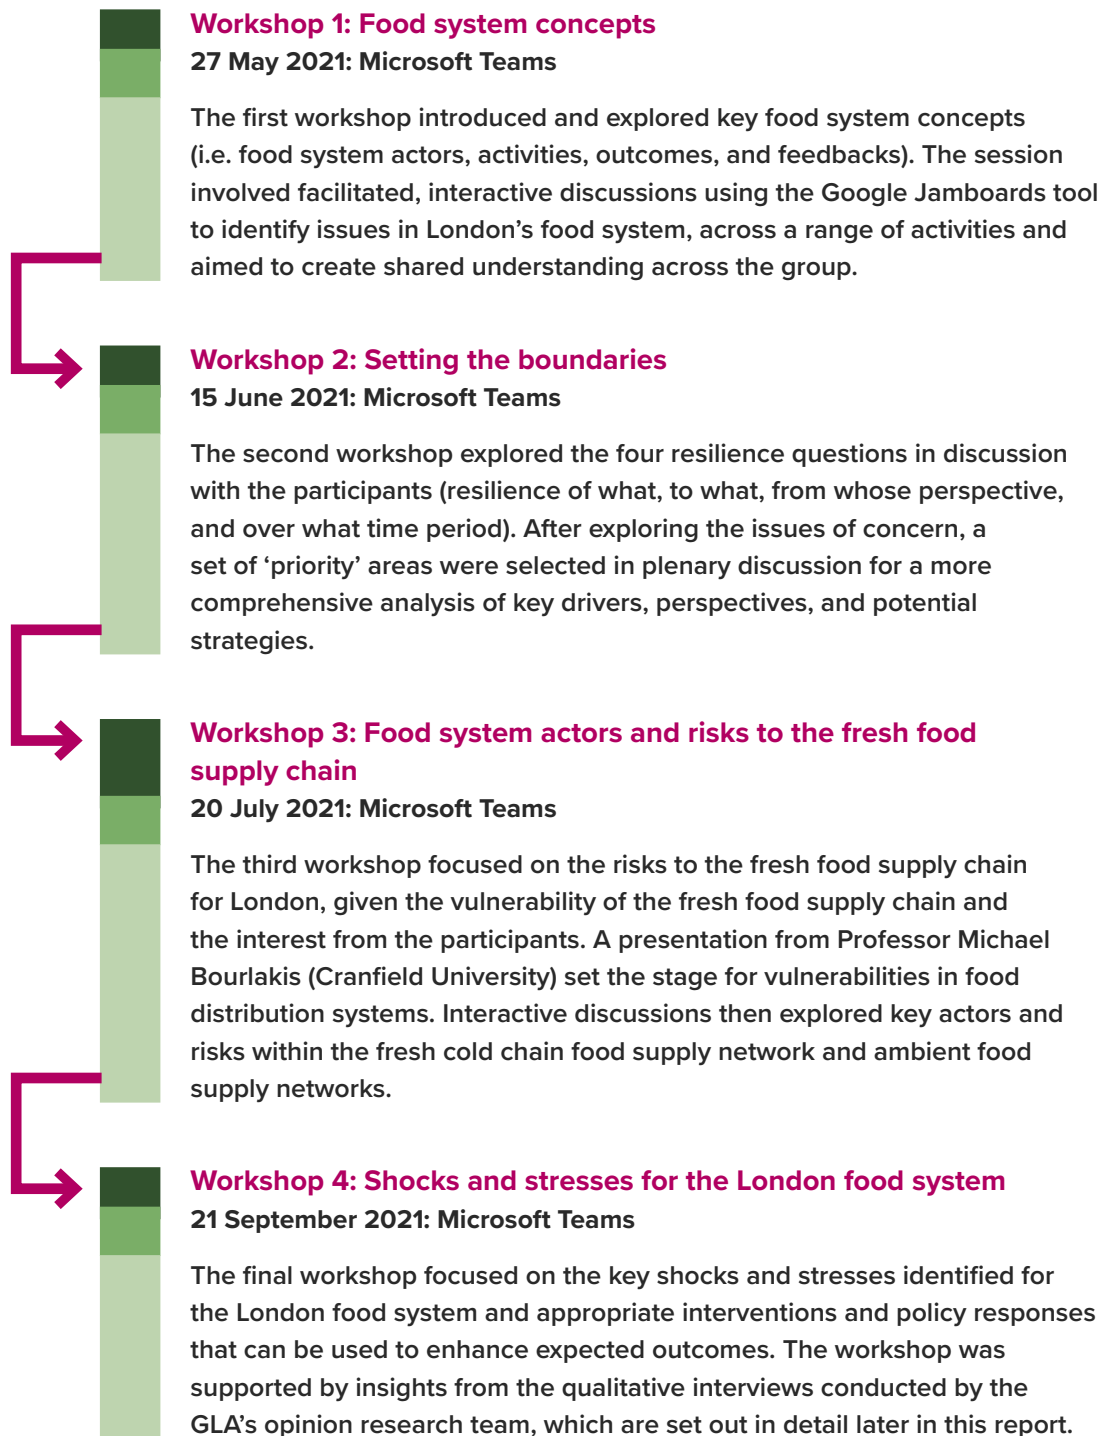 Workshop 1: Food system concepts
27 May 2021: Microsoft Teams
The first workshop introduced and explored key food system concepts
(i.e. food system actors, activities, outcomes, and feedbacks). The session
involved facilitated, interactive discussions using the Google Jamboards tool
to identify issues in London’s food system, across a range of activities and
aimed to create shared understanding across the group.
Workshop 2: Setting the boundaries
15 June 2021: Microsoft Teams
The second workshop explored the four resilience questions in discussion
with the participants (resilience of what, to what, from whose perspective,
and over what time period). After exploring the issues of concern, a
set of ‘priority’ areas were selected in plenary discussion for a more
comprehensive analysis of key drivers, perspectives, and potential
strategies.
Workshop 3: Food system actors and risks to the fresh food
supply chain
20 July 2021: Microsoft Teams
The third workshop focused on the risks to the fresh food supply chain
for London, given the vulnerability of the fresh food supply chain and
the interest from the participants. A presentation from Professor Michael
Bourlakis (Cranfield University) set the stage for vulnerabilities in food
distribution systems. Interactive discussions then explored key actors and
risks within the fresh cold chain food supply network and ambient food
supply networks.
Workshop 4: Shocks and stresses for the London food system
21 September 2021: Microsoft Teams
The final workshop focused on the key shocks and stresses identified for
the London food system and appropriate interventions and policy responses
that can be used to enhance expected outcomes. The workshop was
supported by insights from the qualitative interviews conducted by the
GLA’s opinion research team, which are set out in detail later in this report.